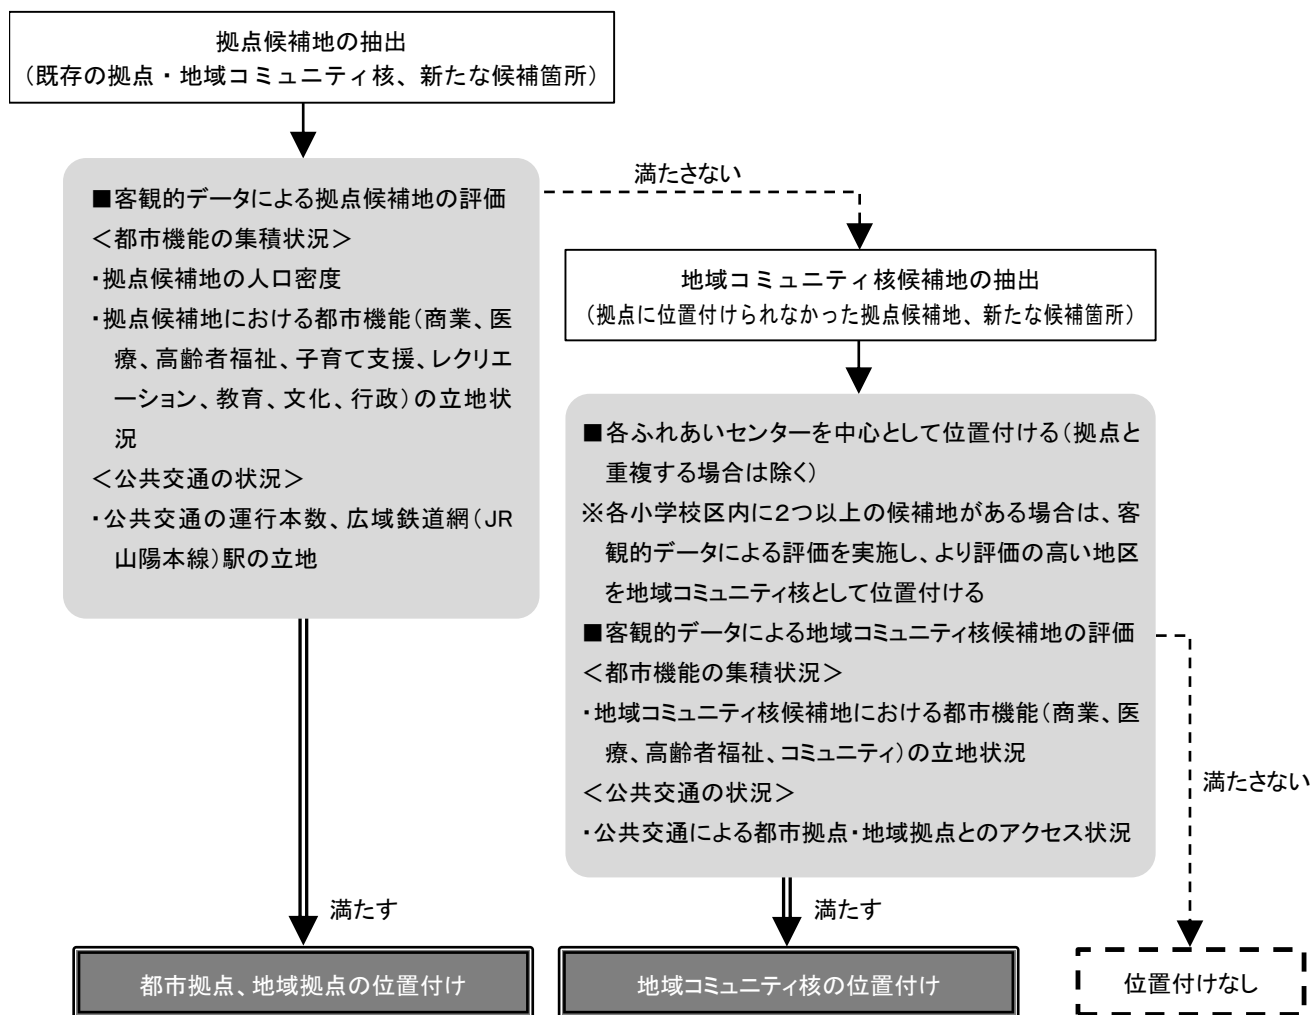 拠点候補地の抽出
（既存の拠点・地域コミュニティ核、新たな候補箇所）
■客観的データによる拠点候補地の評価
＜都市機能の集積状況＞
・拠点候補地の人口密度
・拠点候補地における都市機能（商業、医
療、高齢者福祉、子育て支援、レクリエ
ーション、教育、文化、行政）の立地状
況
＜公共交通の状況＞
・公共交通の運行本数、広域鉄道網（JR
山陽本線）駅の立地
満たさない
地域コミュニティ核候補地の抽出
（拠点に位置付けられなかった拠点候補地、新たな候補箇所）
■各ふれあいセンターを中心として位置付ける（拠点と
重複する場合は除く）
※各小学校区内に２つ以上の候補地がある場合は、客
観的データによる評価を実施し、より評価の高い地区
を地域コミュニティ核として位置付ける
■客観的データによる地域コミュニティ核候補地の評価
＜都市機能の集積状況＞
・地域コミュニティ核候補地における都市機能（商業、医
療、高齢者福祉、コミュニティ）の立地状況
＜公共交通の状況＞
・公共交通による都市拠点・地域拠点とのアクセス状況
満たさない
満たす
満たす
都市拠点、地域拠点の位置付け
地域コミュニティ核の位置付け
位置付けなし